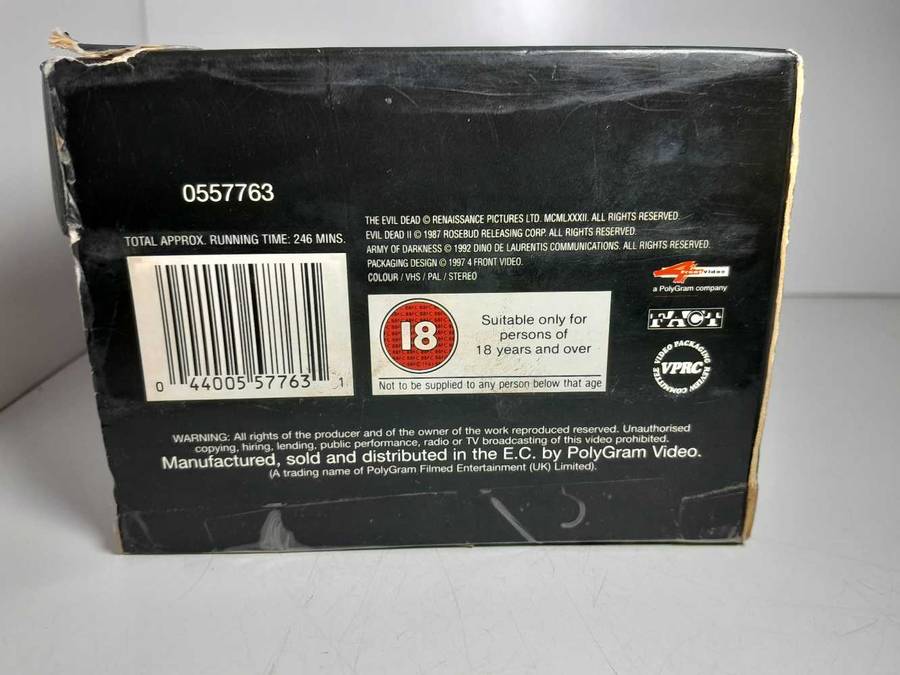 0557763
TOTAL APPROX. RUNNING TIME: 246 MINS.
THE EVIL DEAD © RENAISSANCE PICTURES LTD. MCMLXXXII. ALL RIGHTS RESERVED.
EVIL DEAD II © 1987 ROSEBUD RELEASING CORP. ALL RIGHTS RESERVED.
ARMY OF DARKNESS © 1992 DINO DE LAURENTIS COMMUNICATIONS. ALL RIGHTS RESERVED.
PACKAGING DESIGN © 1997 4 FRONT VIDEO.
COLOUR / VHS / PAL / STEREO
4 Front Video
a PolyGram company
FACT
VIDEO PACKAGING REVIEW COMMITTEE
VPRC
0 44005 57763 1
18
Suitable only for
persons of
18 years and over
Not to be supplied to any person below that age
WARNING: All rights of the producer and of the owner of the work reproduced reserved. Unauthorised
copying, hiring, lending, public performance, radio or TV broadcasting of this video prohibited.
Manufactured, sold and distributed in the E.C. by PolyGram Video.
(A trading name of PolyGram Filmed Entertainment (UK) Limited).